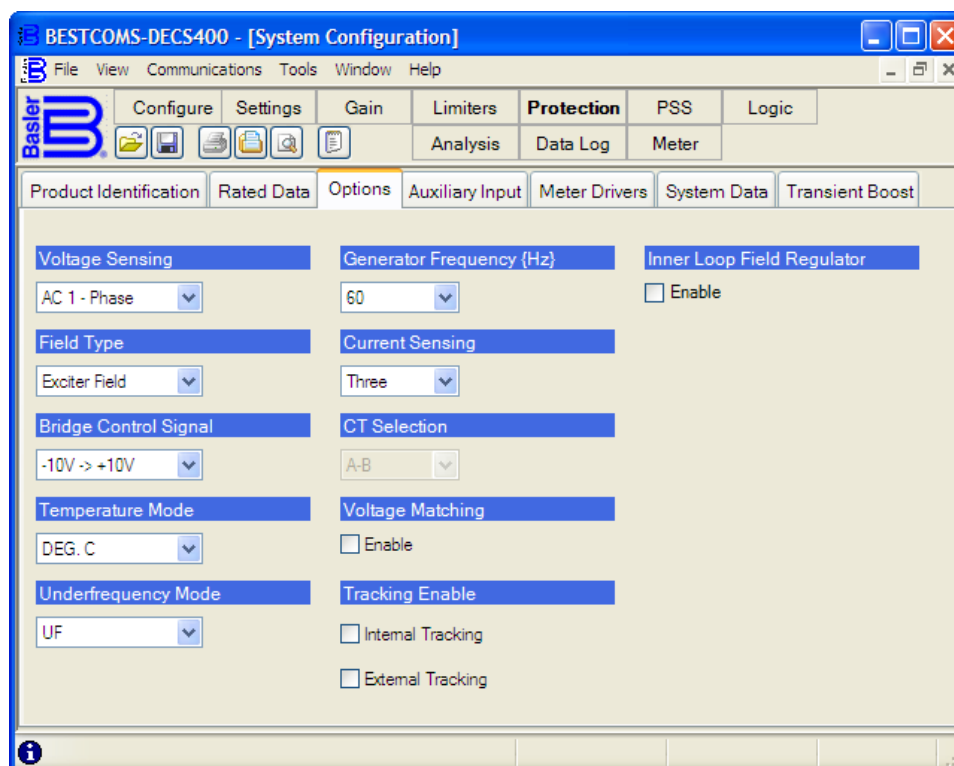 BESTCOMS-DECS400 - [System Configuration]
File View Communications Tools Window Help
Basler
Configure Settings Gain Limiters Protection PSS Logic
Analysis Data Log Meter
Product Identification Rated Data Options Auxiliary Input Meter Drivers System Data Transient Boost
Voltage Sensing Generator Frequency {Hz} Inner Loop Field Regulator
AC 1 - Phase 60 Enable
Field Type Current Sensing
Exciter Field Three
Bridge Control Signal CT Selection
-10V -> +10V A-B
Temperature Mode Voltage Matching
DEG. C Enable
Underfrequency Mode Tracking Enable
UF Internal Tracking
External Tracking